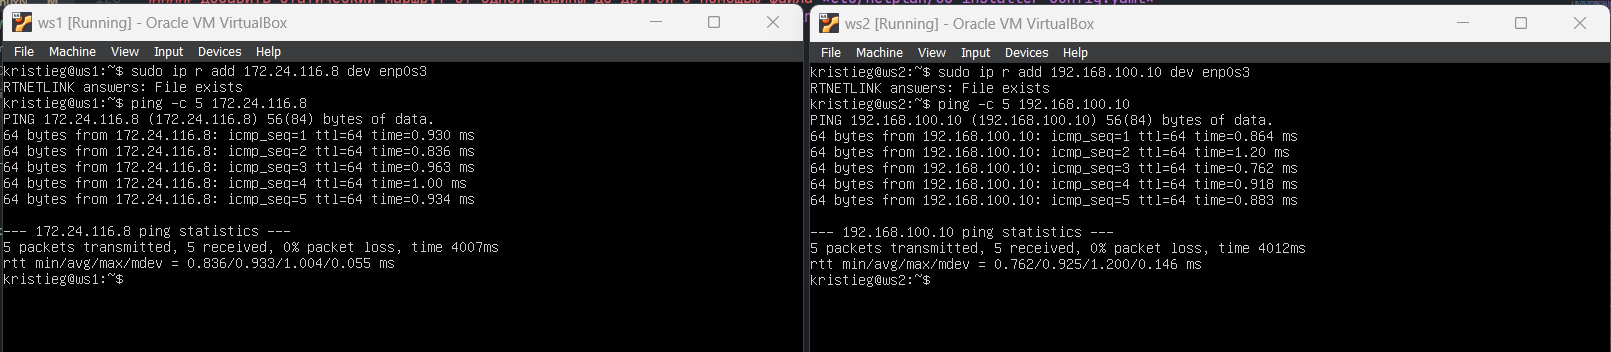 ws1 [Running] - Oracle VM VirtualBox
File Machine View Input Devices Help
kristieg@ws1:~$ sudo ip r add 172.24.116.8 dev enp0s3
RTNETLINK answers: File exists
kristieg@ws1:~$ ping -c 5 172.24.116.8
PING 172.24.116.8 (172.24.116.8) 56(84) bytes of data.
64 bytes from 172.24.116.8: icmp_seq=1 ttl=64 time=0.930 ms
64 bytes from 172.24.116.8: icmp_seq=2 ttl=64 time=0.836 ms
64 bytes from 172.24.116.8: icmp_seq=3 ttl=64 time=0.963 ms
64 bytes from 172.24.116.8: icmp_seq=4 ttl=64 time=1.00 ms
64 bytes from 172.24.116.8: icmp_seq=5 ttl=64 time=0.934 ms
--- 172.24.116.8 ping statistics ---
5 packets transmitted, 5 received, 0% packet loss, time 4007ms
rtt min/avg/max/mdev = 0.836/0.933/1.004/0.055 ms
kristieg@ws1:~$
ws2 [Running] - Oracle VM VirtualBox
File Machine View Input Devices Help
kristieg@ws2:~$ sudo ip r add 192.168.100.10 dev enp0s3
RTNETLINK answers: File exists
kristieg@ws2:~$ ping -c 5 192.168.100.10
PING 192.168.100.10 (192.168.100.10) 56(84) bytes of data.
64 bytes from 192.168.100.10: icmp_seq=1 ttl=64 time=0.864 ms
64 bytes from 192.168.100.10: icmp_seq=2 ttl=64 time=1.20 ms
64 bytes from 192.168.100.10: icmp_seq=3 ttl=64 time=0.762 ms
64 bytes from 192.168.100.10: icmp_seq=4 ttl=64 time=0.918 ms
64 bytes from 192.168.100.10: icmp_seq=5 ttl=64 time=0.883 ms
--- 192.168.100.10 ping statistics ---
5 packets transmitted, 5 received, 0% packet loss, time 4012ms
rtt min/avg/max/mdev = 0.762/0.925/1.200/0.146 ms
kristieg@ws2:~$